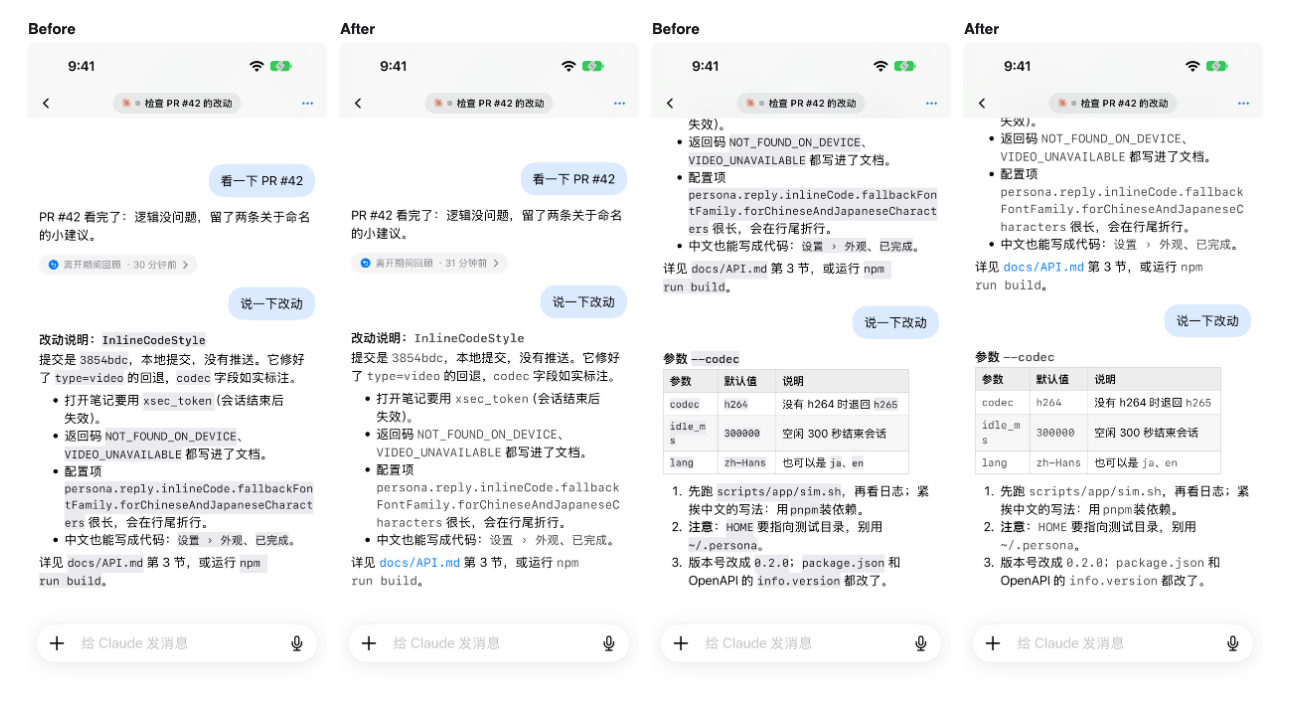 Before
9:41
检查 PR #42 的改动
看一下 PR #42
PR #42 看完了：逻辑没问题，留了两条关于命名
的小建议。
离开期间回顾 · 30 分钟前
说一下改动
改动说明：InlineCodeStyle
提交是 3854bdc，本地提交，没有推送。它修好
了 type=video 的回退，codec 字段如实标注。
• 打开笔记要用 xsec_token (会话结束后
失效)。
• 返回码 NOT_FOUND_ON_DEVICE、
VIDEO_UNAVAILABLE 都写进了文档。
• 配置项
persona.reply.inlineCode.fallbackFon
tFamily.forChineseAndJapaneseCharact
ers 很长，会在行尾折行。
• 中文也能写成代码：设置 › 外观、已完成。
详见 docs/API.md 第 3 节，或运行 npm
run build。
给 Claude 发消息
After
9:41
检查 PR #42 的改动
看一下 PR #42
PR #42 看完了：逻辑没问题，留了两条关于命名
的小建议。
离开期间回顾 · 31 分钟前
说一下改动
改动说明：InlineCodeStyle
提交是 3854bdc，本地提交，没有推送。它修好
了 type=video 的回退，codec 字段如实标注。
• 打开笔记要用 xsec_token (会话结束后
失效)。
• 返回码 NOT_FOUND_ON_DEVICE、
VIDEO_UNAVAILABLE 都写进了文档。
• 配置项
persona.reply.inlineCode.fallback
FontFamily.forChineseAndJapaneseC
haracters 很长，会在行尾折行。
• 中文也能写成代码：设置 › 外观、已完成。
详见 docs/API.md 第 3 节，或运行 npm
run build。
给 Claude 发消息
Before
9:41
检查 PR #42 的改动
失效)。
• 返回码 NOT_FOUND_ON_DEVICE、
VIDEO_UNAVAILABLE 都写进了文档。
• 配置项
persona.reply.inlineCode.fallbackFon
tFamily.forChineseAndJapaneseCharact
ers 很长，会在行尾折行。
• 中文也能写成代码：设置 › 外观、已完成。
详见 docs/API.md 第 3 节，或运行 npm
run build。
说一下改动
参数 --codec
参数 默认值 说明
codec h264 没有 h264 时退回 h265
idle_m
s 300000 空闲 300 秒结束会话
lang zh-Hans 也可以是 ja、en
1. 先跑 scripts/app/sim.sh，再看日志；紧
挨中文的写法：用pnpm装依赖。
2. 注意：HOME 要指向测试目录，别用
~/.persona。
3. 版本号改成 0.2.0；package.json 和
OpenAPI 的 info.version 都改了。
给 Claude 发消息
After
9:41
检查 PR #42 的改动
失效)。
• 返回码 NOT_FOUND_ON_DEVICE、
VIDEO_UNAVAILABLE 都写进了文档。
• 配置项
persona.reply.inlineCode.fallback
FontFamily.forChineseAndJapaneseC
haracters 很长，会在行尾折行。
• 中文也能写成代码：设置 › 外观、已完成。
详见 docs/API.md 第 3 节，或运行 npm
run build。
说一下改动
参数 --codec
参数 默认值 说明
codec h264 没有 h264 时退回 h265
idle_m
s 300000 空闲 300 秒结束会话
lang zh-Hans 也可以是 ja、en
1. 先跑 scripts/app/sim.sh，再看日志；紧
挨中文的写法：用pnpm装依赖。
2. 注意：HOME 要指向测试目录，别用
~/.persona。
3. 版本号改成 0.2.0；package.json 和
OpenAPI 的 info.version 都改了。
给 Claude 发消息